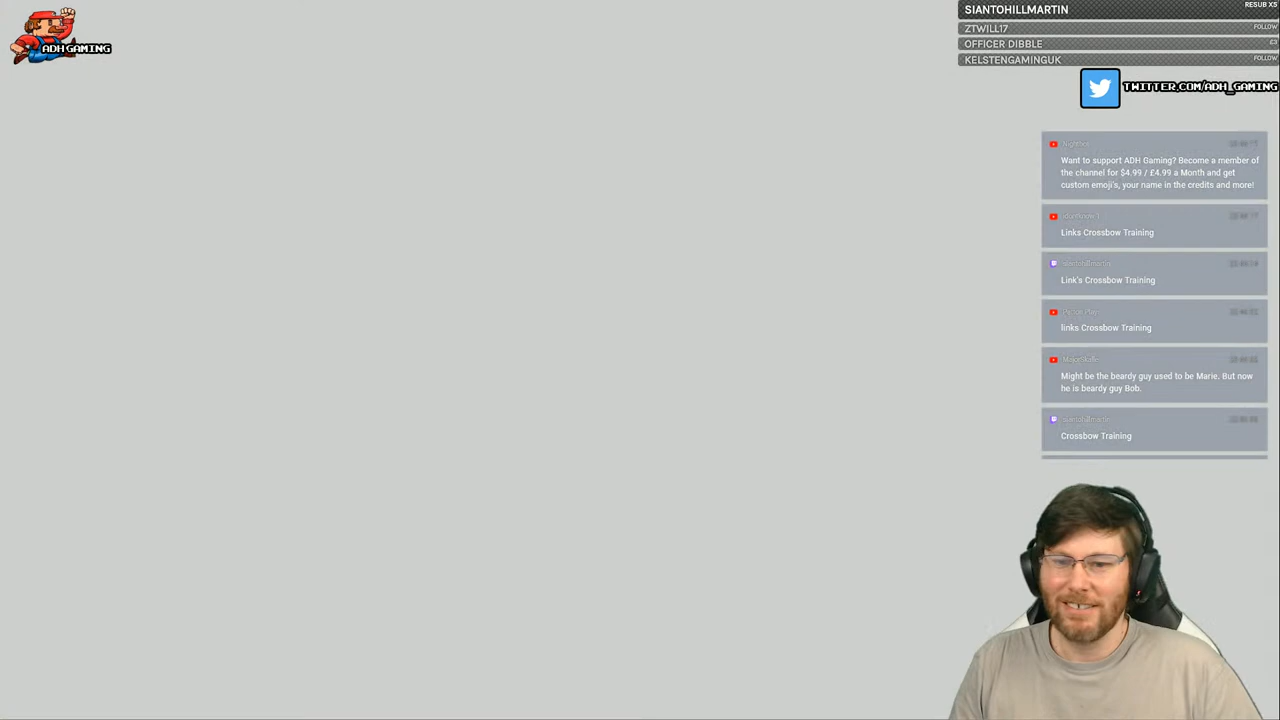 ADH GAMING
SIANTOHILLMARTIN RESUB X5
ZTWILL17 FOLLOW
OFFICER DIBBLE
KELSTENGAMINGUK FOLLOW
TWITTER.COM/ADH_GAMING
Nightbot
Want to support ADH Gaming? Become a member of
the channel for $4.99 / £4.99 a Month and get
custom emoji's, your name in the credits and more!
Links Crossbow Training
siantohillmartin
Link's Crossbow Training
links Crossbow Training
Might be the beardy guy used to be Marie. But now
he is beardy guy Bob.
siantohillmartin
Crossbow Training